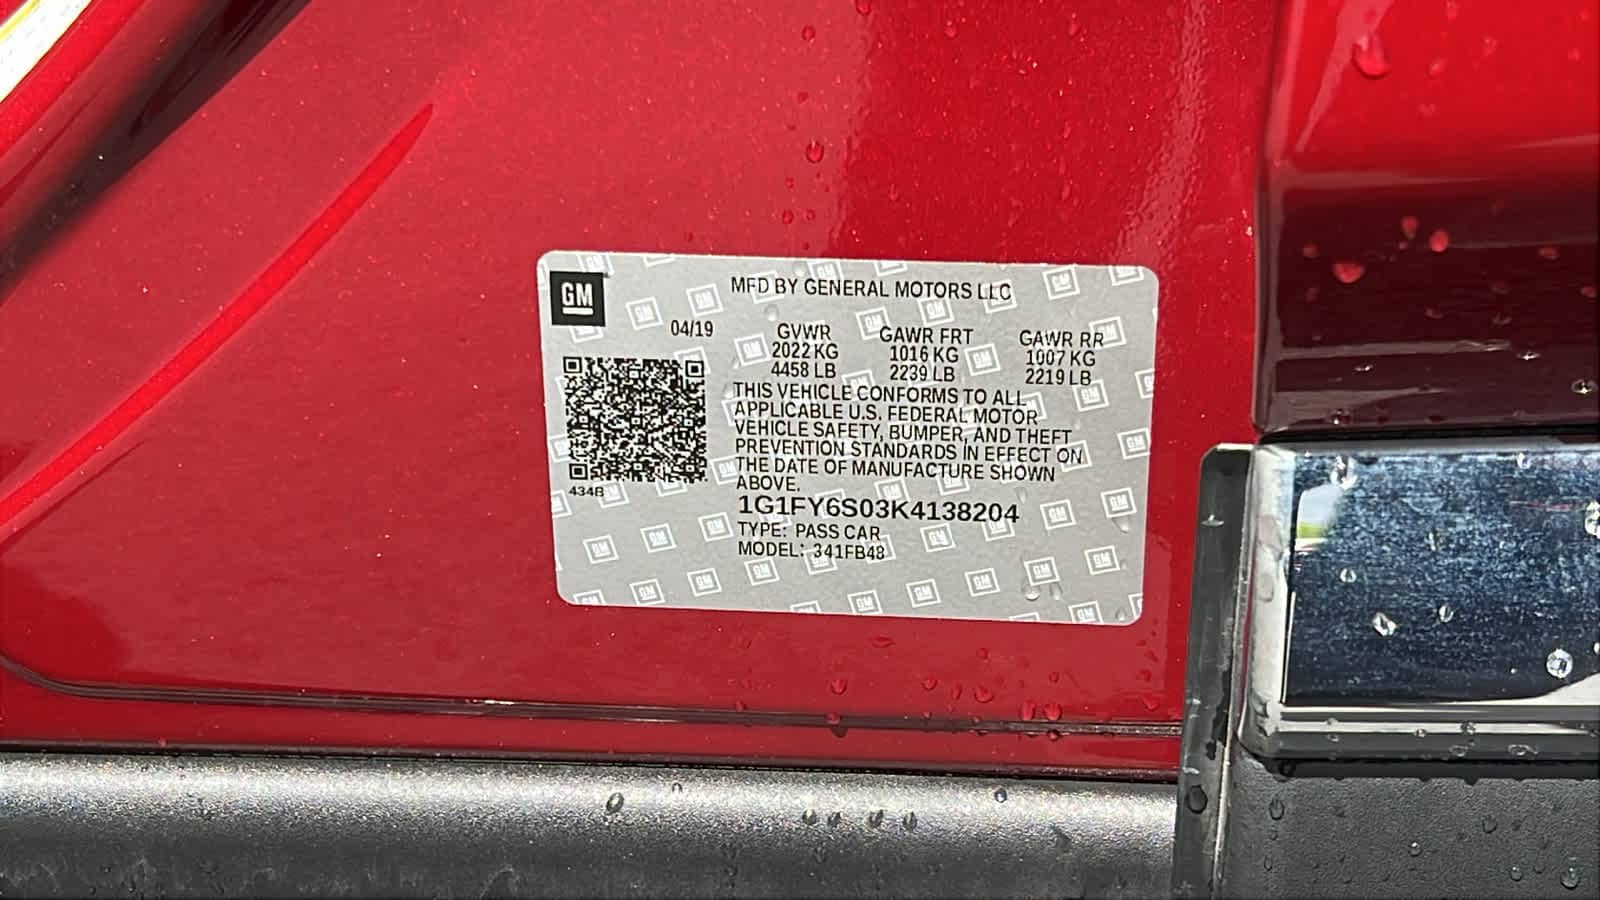 GM
MFD BY GENERAL MOTORS LLC
04/19 GVWR GAWR FRT GAWR RR
2022 KG 1016 KG 1007 KG
4458 LB 2239 LB 2219 LB
THIS VEHICLE CONFORMS TO ALL
APPLICABLE U.S. FEDERAL MOTOR
VEHICLE SAFETY, BUMPER, AND THEFT
PREVENTION STANDARDS IN EFFECT ON
THE DATE OF MANUFACTURE SHOWN
ABOVE.
434B
1G1FY6S03K4138204
TYPE: PASS CAR
MODEL: 341FB48